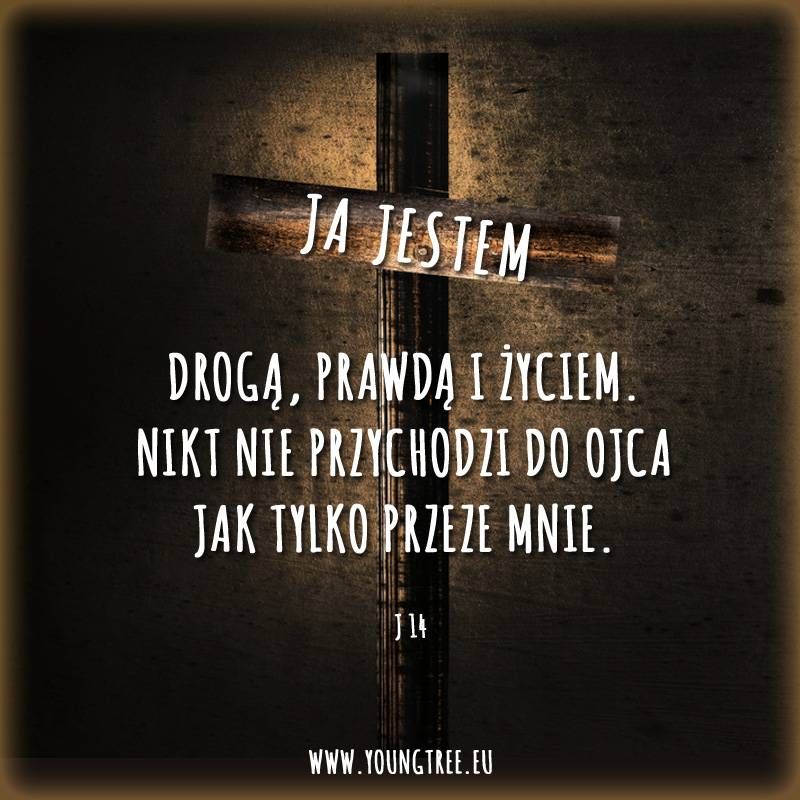 JA JESTEM
DROGĄ, PRAWDĄ I ŻYCIEM.
NIKT NIE PRZYCHODZI DO OJCA
JAK TYLKO PRZEZE MNIE.
J 14
WWW.YOUNGTREE.EU